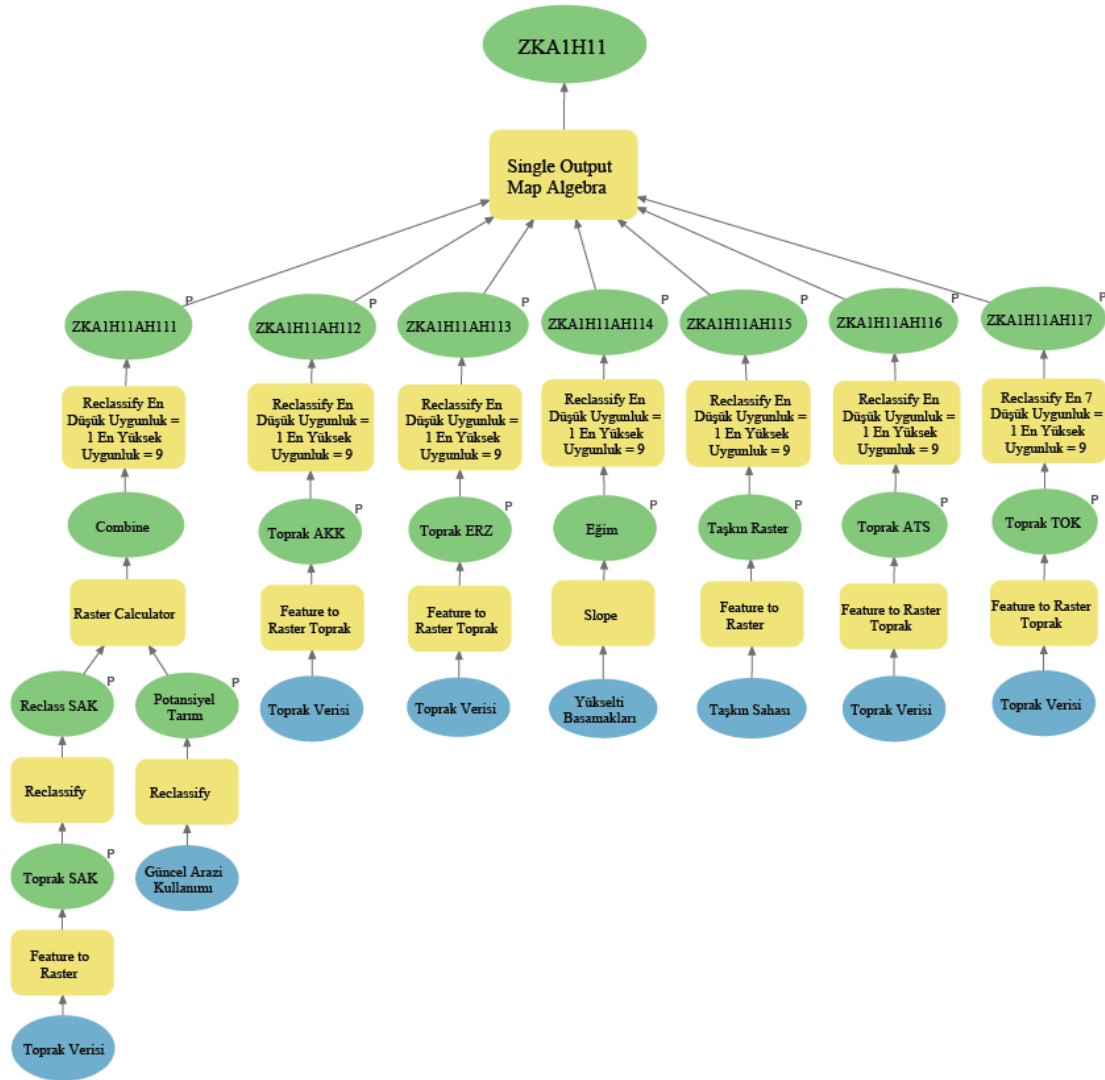 ZKA1H11
Single Output
Map Algebra
P
P
P
P
P
P
P
ZKA1H11AH111
ZKA1H11AH112
ZKA1H11AH113
ZKA1H11AH114
ZKA1H11AH115
ZKA1H11AH116
ZKA1H11AH117
Reclassify En
Düşük Uygunluk =
1 En Yüksek
Uygunluk = 9
Reclassify En
Düşük Uygunluk =
1 En Yüksek
Uygunluk = 9
Reclassify En
Düşük Uygunluk =
1 En Yüksek
Uygunluk = 9
Reclassify En
Düşük Uygunluk =
1 En Yüksek
Uygunluk = 9
Reclassify En
Düşük Uygunluk =
1 En Yüksek
Uygunluk = 9
Reclassify En
Düşük Uygunluk =
1 En Yüksek
Uygunluk = 9
Reclassify En 7
Düşük Uygunluk =
1 En Yüksek
Uygunluk = 9
P
P
P
P
P
P
Combine
Toprak AKK
Toprak ERZ
Eğim
Taşkın Raster
Toprak ATS
Toprak TOK
Raster Calculator
Feature to
Raster Toprak
Feature to
Raster Toprak
Slope
Feature to
Raster
Feature to Raster
Toprak
Feature to Raster
Toprak
P
P
Reclass SAK
Potansiyel
Tarım
Toprak Verisi
Toprak Verisi
Yükselti
Basamakları
Taşkın Sahası
Toprak Verisi
Toprak Verisi
Reclassify
Reclassify
P
Toprak SAK
Güncel Arazi
Kullanımı
Feature to
Raster
Toprak Verisi